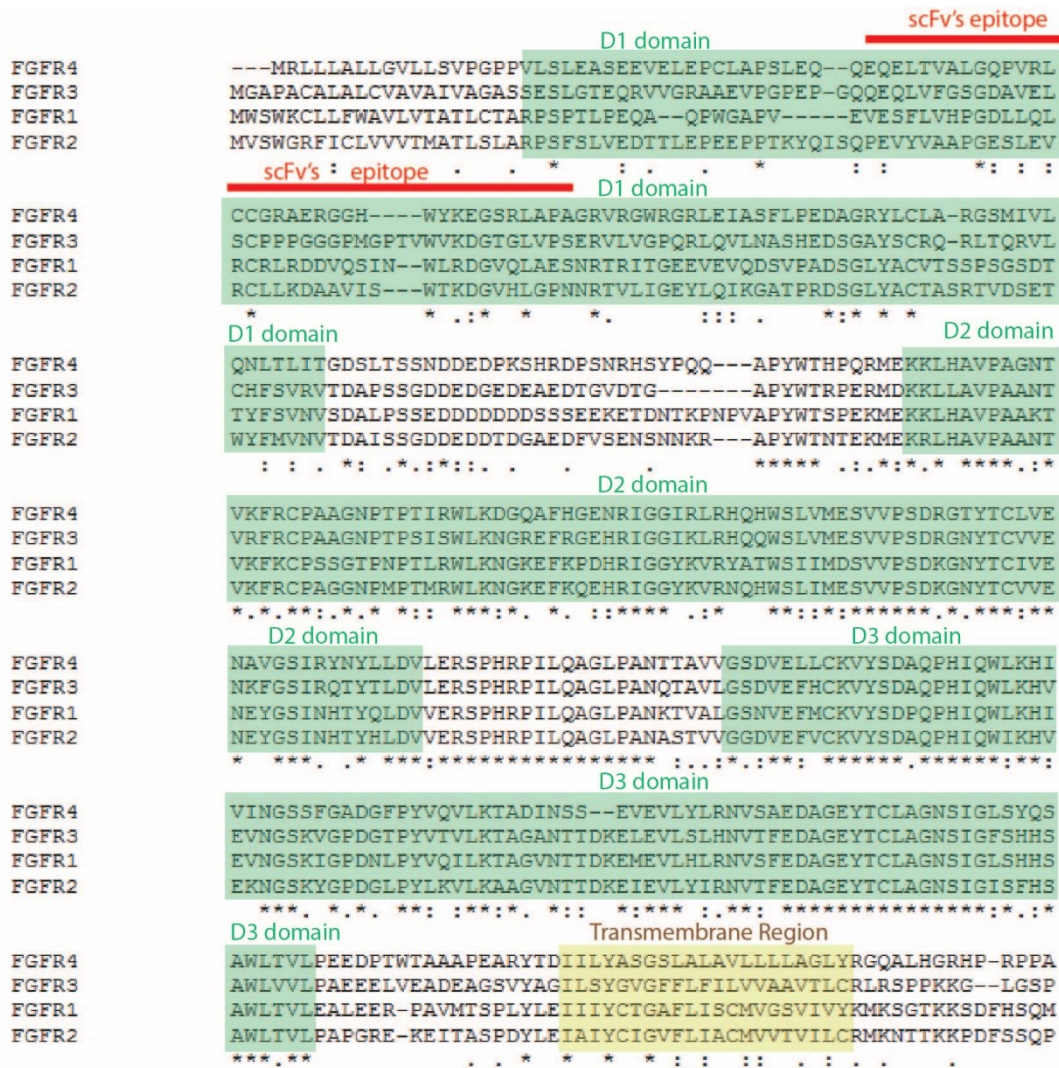 scFv's epitope
D1 domain
FGFR4 ---MRLLLALLGVLLSVPGPPVLSLEASEEVELEPCLAPSLEQ--QEQELTVALGQPVRL
FGFR3 MGAPACALALCVAVAIVAGASSESLGTEQRVVGRAAEVPGPEP-GQQEQLVFGSGDAVEL
FGFR1 MWSWKCLLFWAVLVTATLCTARPSPTLPEQA--QPWGAPV-----EVESFLVHPGDLLQL
FGFR2 MVSWGRFICLVVVTMATLSLARPSFSLVEDTTLEPEEPPTKYQISQPEVYVAAPGESLEV
: . . * . * : : *: : :
scFv's epitope
D1 domain
FGFR4 CCGRAERGGH----WYKEGSRLAPAGRVRGWRGRLEIASFLPEDAGRYLCLA-RGSMIVL
FGFR3 SCPPPGGGPMGPTVWVKDGTGLVPSERVLVGPQRLQVLNASHEDSGAYSCRQ-RLTQRVL
FGFR1 RCRLRDDVQSIN--WLRDGVQLAESNRTRITGEEVEVQDSVPADSGLYACVTSSPSGSDT
FGFR2 RCLLKDAAVIS---WTKDGVHLGPNNRTVLIGEYLQIKGATPRDSGLYACTASRTVDSET
* * .:* * *. ::: . *:* * *
D1 domain D2 domain
FGFR4 QNLTLITGDSLTSSNDDEDPKSHRDPSNRHSYPQQ---APYWTHPQRMEKKLHAVPAGNT
FGFR3 CHFSVRVTDAPSSGDDEDGEDEAEDTGVDTG-------APYWTRPERMDKKLLAVPAANT
FGFR1 TYFSVNVSDALPSSEDDDDDDDSSSEEKETDNTKPNPVAPYWTSPEKMEKKLHAVPAAKT
FGFR2 WYFMVNVTDAISSGDDEDDTDGAEDFVSENSNNKR---APYWTNTEKMEKRLHAVPAANT
: : . *: *.:*::. . . . ***** .:.*:*:* ****.:*
D2 domain
FGFR4 VKFRCPAAGNPTPTIRWLKDGQAFHGENRIGGIRLRHQHWSLVMESVVPSDRGTYTCLVE
FGFR3 VRFRCPAAGNPTPSISWLKNGREFRGEHRIGGIKLRHQQWSLVMESVVPSDRGNYTCVVE
FGFR1 VKFKCPSSGTPNPTLRWLKNGKEFKPDHRIGGYKVRYATWSIIMDSVVPSDKGNYTCIVE
FGFR2 VKFRCPAGGNPMPTMRWLKNGKEFKQEHRIGGYKVRNQHWSLIMESVVPSDKGNYTCVVE
*.*.**:.*.* *:: ***:*. *. ::**** .:* **::*:******.*.***:**
D2 domain D3 domain
FGFR4 NAVGSIRYNYLLDVLERSPHRPILQAGLPANTTAVVGSDVELLCKVYSDAQPHIQWLKHI
FGFR3 NKFGSIRQTYTLDVLERSPHRPILQAGLPANQTAVLGSDVEFHCKVYSDAQPHIQWLKHV
FGFR1 NEYGSINHTYQLDVVERSPHRPILQAGLPANKTVALGSNVEFMCKVYSDPQPHIQWLKHI
FGFR2 NEYGSINHTYHLDVVERSPHRPILQAGLPANASTVVGGDVEFVCKVYSDAQPHIQWIKHV
* ***. .* ***:**************** :..:*.:**: ******.******:**:
D3 domain
FGFR4 VINGSSFGADGFPYVQVLKTADINSS--EVEVLYLRNVSAEDAGEYTCLAGNSIGLSYQS
FGFR3 EVNGSKVGPDGTPYVTVLKTAGANTTDKELEVLSLHNVTFEDAGEYTCLAGNSIGFSHHS
FGFR1 EVNGSKIGPDNLPYVQILKTAGVNTTDKEMEVLHLRNVSFEDAGEYTCLAGNSIGLSHHS
FGFR2 EKNGSKYGPDGLPYLKVLKAAGVNTTDKEIEVLYIRNVTFEDAGEYTCLAGNSIGISFHS
***. *.*. **: :**:*. *:: *:*** :.**: ***************:*.:*
D3 domain Transmembrane Region
FGFR4 AWLTVLPEEDPTWTAAAPEARYTDIILYASGSLALAVLLLLAGLYRGQALHGRHP-RPPA
FGFR3 AWLVVLPAEEELVEADEAGSVYAGILSYGVGFFLFILVVAAVTLCRLRSPPKKG--LGSP
FGFR1 AWLTVLEALEER-PAVMTSPLYLEIIIYCTGAFLISCMVGSVIVYKMKSGTKKSDFHSQM
FGFR2 AWLTVLPAPGRE-KEITASPDYLEIAIYCIGVFLIACMVVTVILCRMKNTTKKPDFSSQP
***.** . . * * * * : : :: . : : . . .